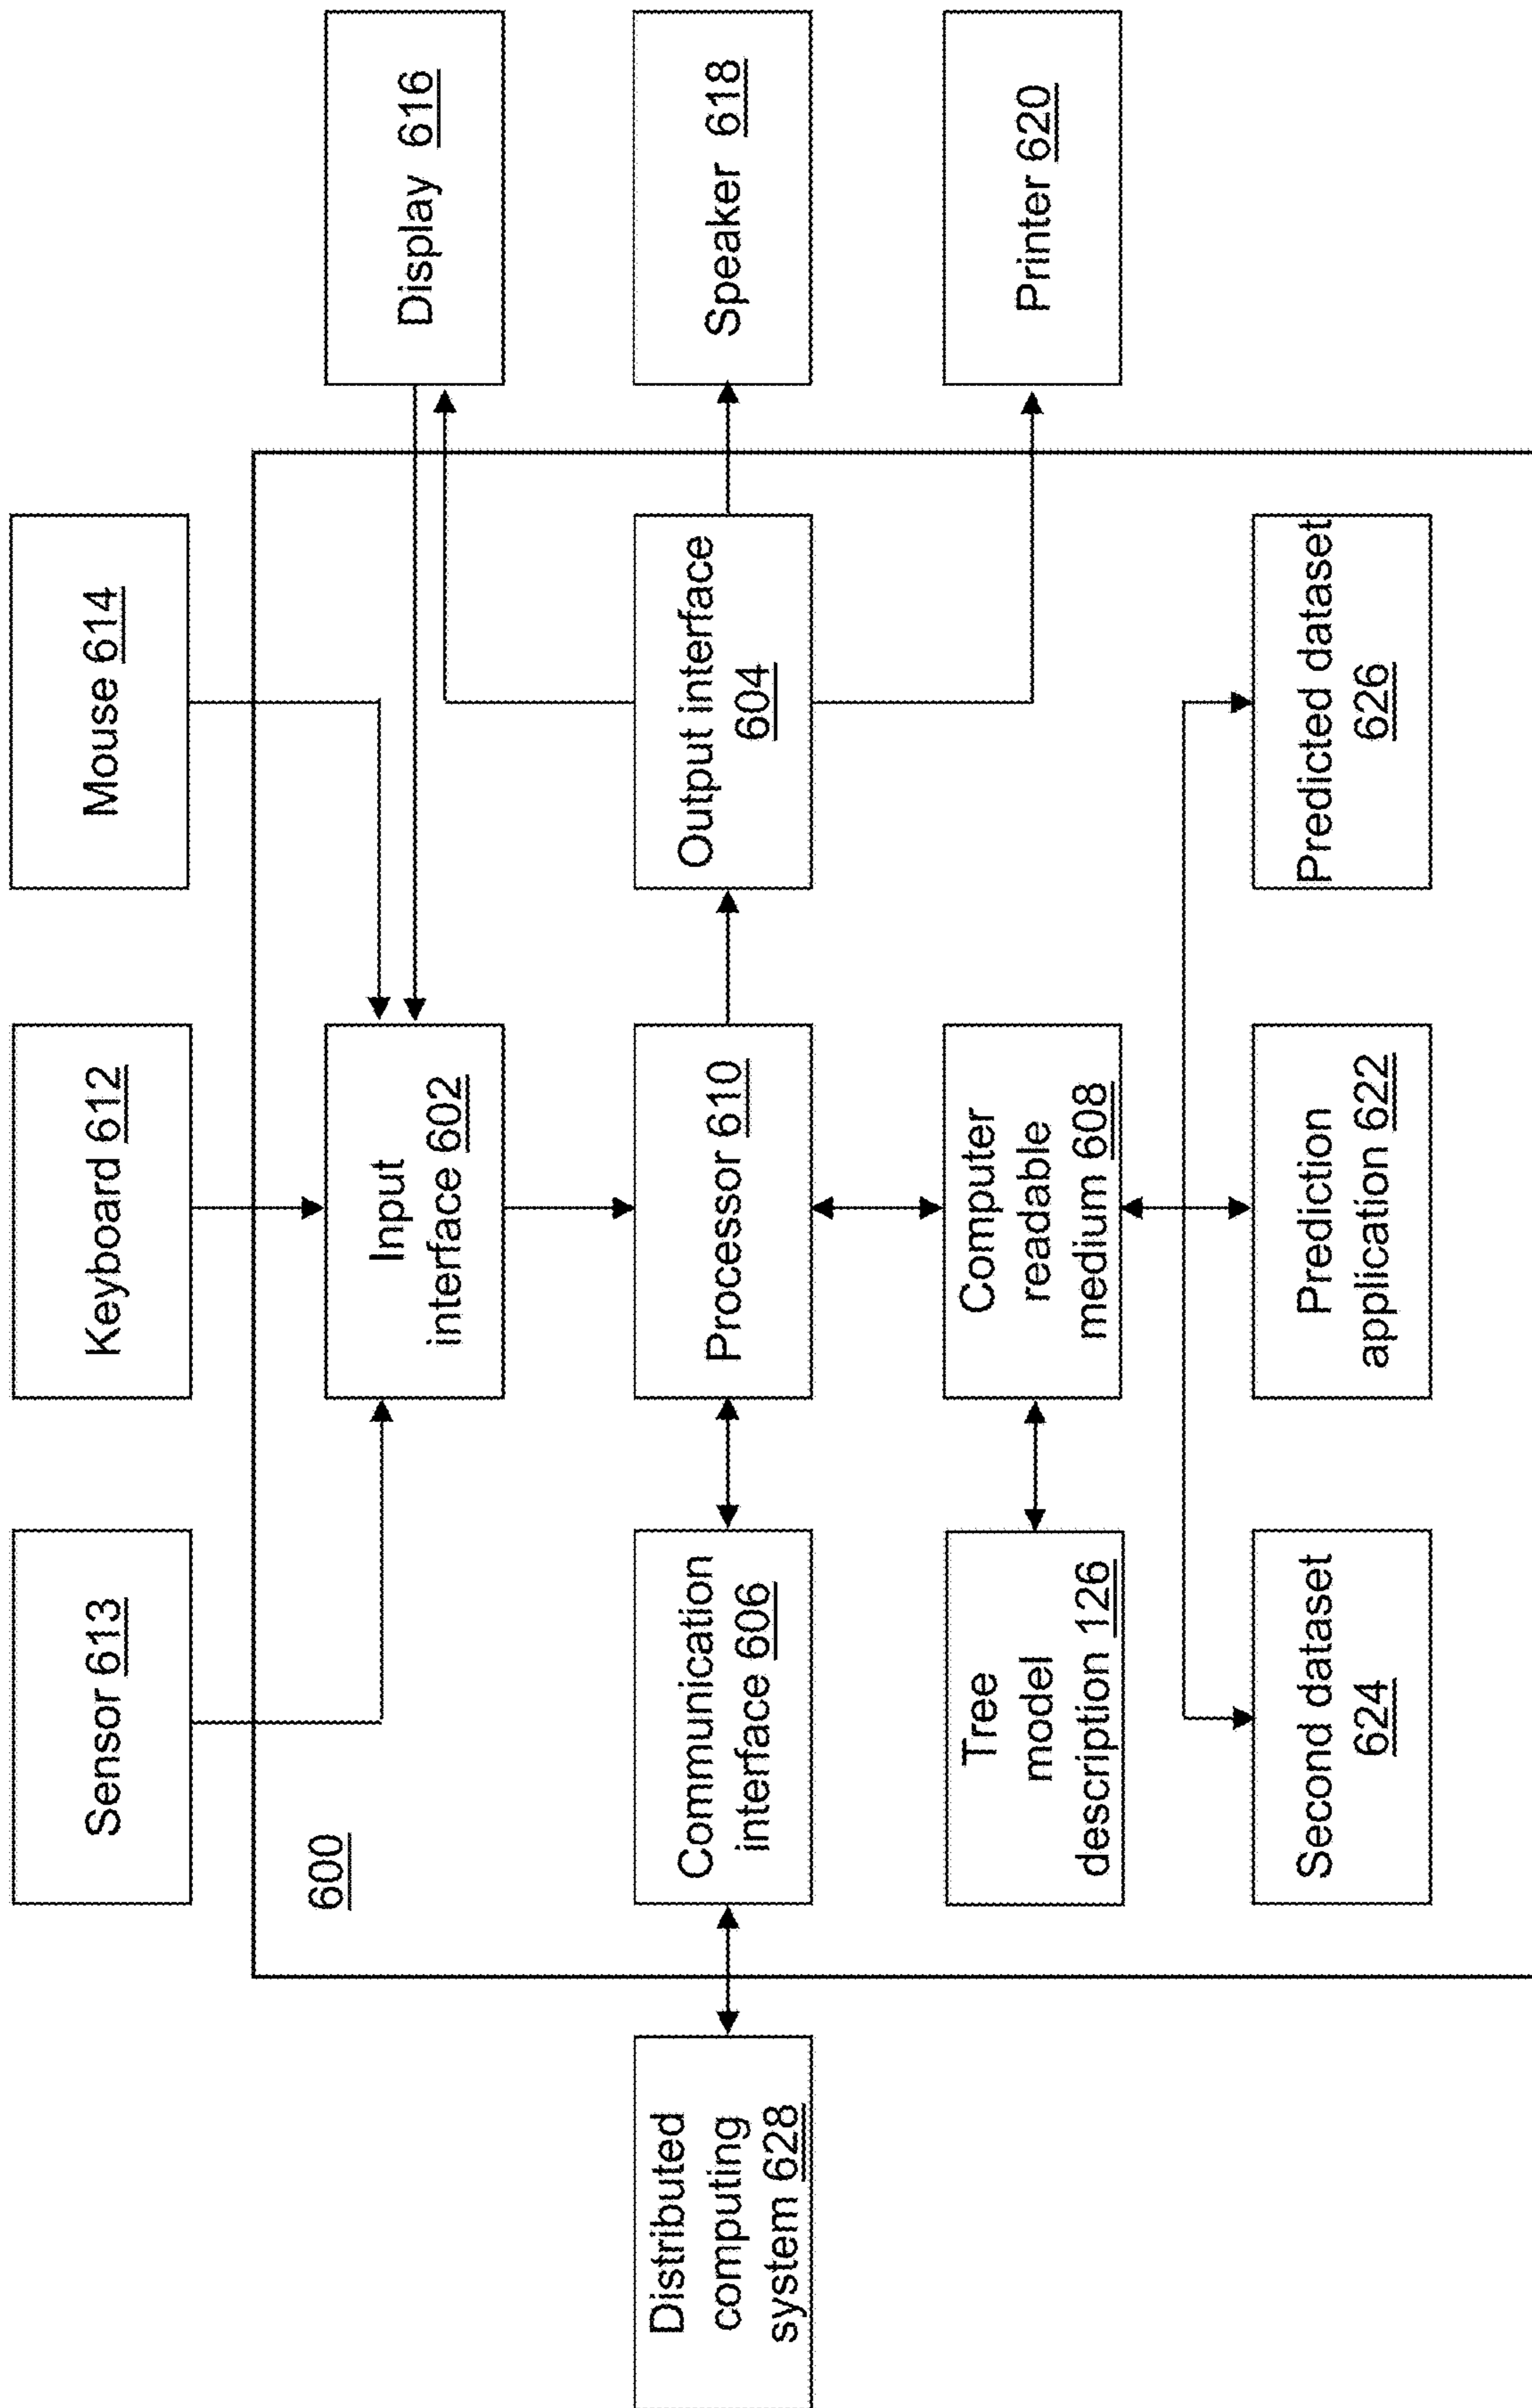 Sensor 613
Keyboard 612
Mouse 614
600
Input
interface 602
Display 616
Distributed
computing
system 628
Communication
interface 606
Processor 610
Output interface
604
Speaker 618
Tree
model
description 126
Computer
readable
medium 608
Printer 620
Second dataset
624
Prediction
application 622
Predicted dataset
626